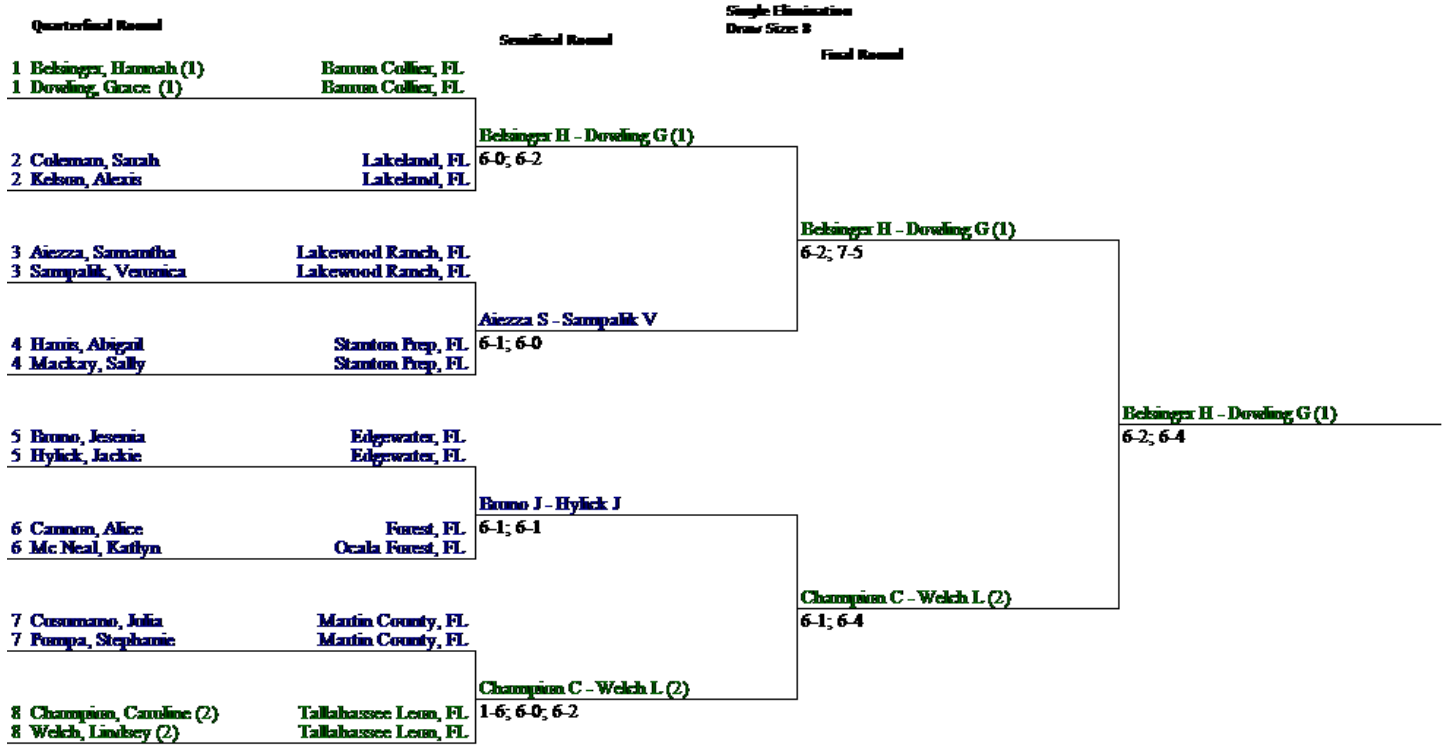 Single Elimination
Draw Size: 8
Quarterfinal Round
Semifinal Round
Final Round
1 Belsinger, Hannah (1) Barron Collier, FL
1 Dowling, Grace (1) Barron Collier, FL
Belsinger H - Dowling G (1)
2 Coleman, Sarah Lakeland, FL 6-0; 6-2
2 Kelson, Alexis Lakeland, FL
Belsinger H - Dowling G (1)
3 Aiezza, Samantha Lakewood Ranch, FL 6-2; 7-5
3 Sampalik, Veronica Lakewood Ranch, FL
Aiezza S - Sampalik V
4 Harris, Abigail Stanton Prep, FL 6-1; 6-0
4 Mackay, Sally Stanton Prep, FL
Belsinger H - Dowling G (1)
5 Bruno, Jesenia Edgewater, FL 6-2; 6-4
5 Hylick, Jackie Edgewater, FL
Bruno J - Hylick J
6 Cannon, Alice Forest, FL 6-1; 6-1
6 Mc Neal, Katlyn Ocala Forest, FL
Champion C - Welch L (2)
7 Cusumano, Julia Martin County, FL 6-1; 6-4
7 Pompa, Stephanie Martin County, FL
Champion C - Welch L (2)
8 Champion, Caroline (2) Tallahassee Leon, FL 1-6; 6-0; 6-2
8 Welch, Lindsey (2) Tallahassee Leon, FL